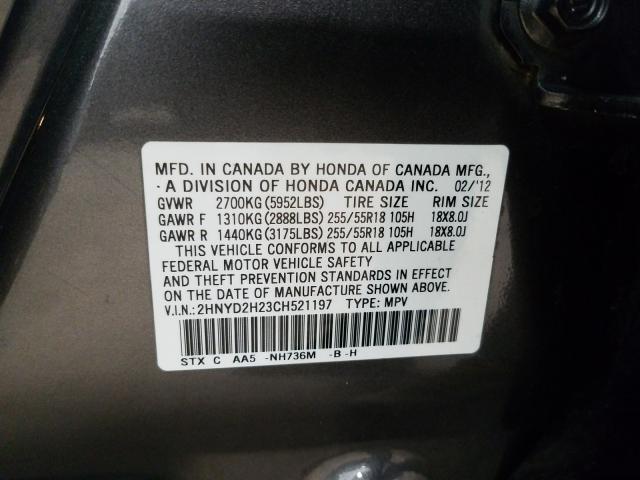 MFD. IN CANADA BY HONDA OF CANADA MFG.,
A DIVISION OF HONDA CANADA INC. 02/'12
GVWR 2700KG(5952LBS) TIRE SIZE RIM SIZE
GAWR F 1310KG(2888LBS) 255/55R18 105H 18X8.0J
GAWR R 1440KG(3175LBS) 255/55R18 105H 18X8.0J
THIS VEHICLE CONFORMS TO ALL APPLICABLE
FEDERAL MOTOR VEHICLE SAFETY
AND THEFT PREVENTION STANDARDS IN EFFECT
ON THE DATE OF MANUFACTURE SHOWN ABOVE.
V.I.N.:2HNYD2H23CH521197 TYPE: MPV
STX C AA5 -NH736M -B-H